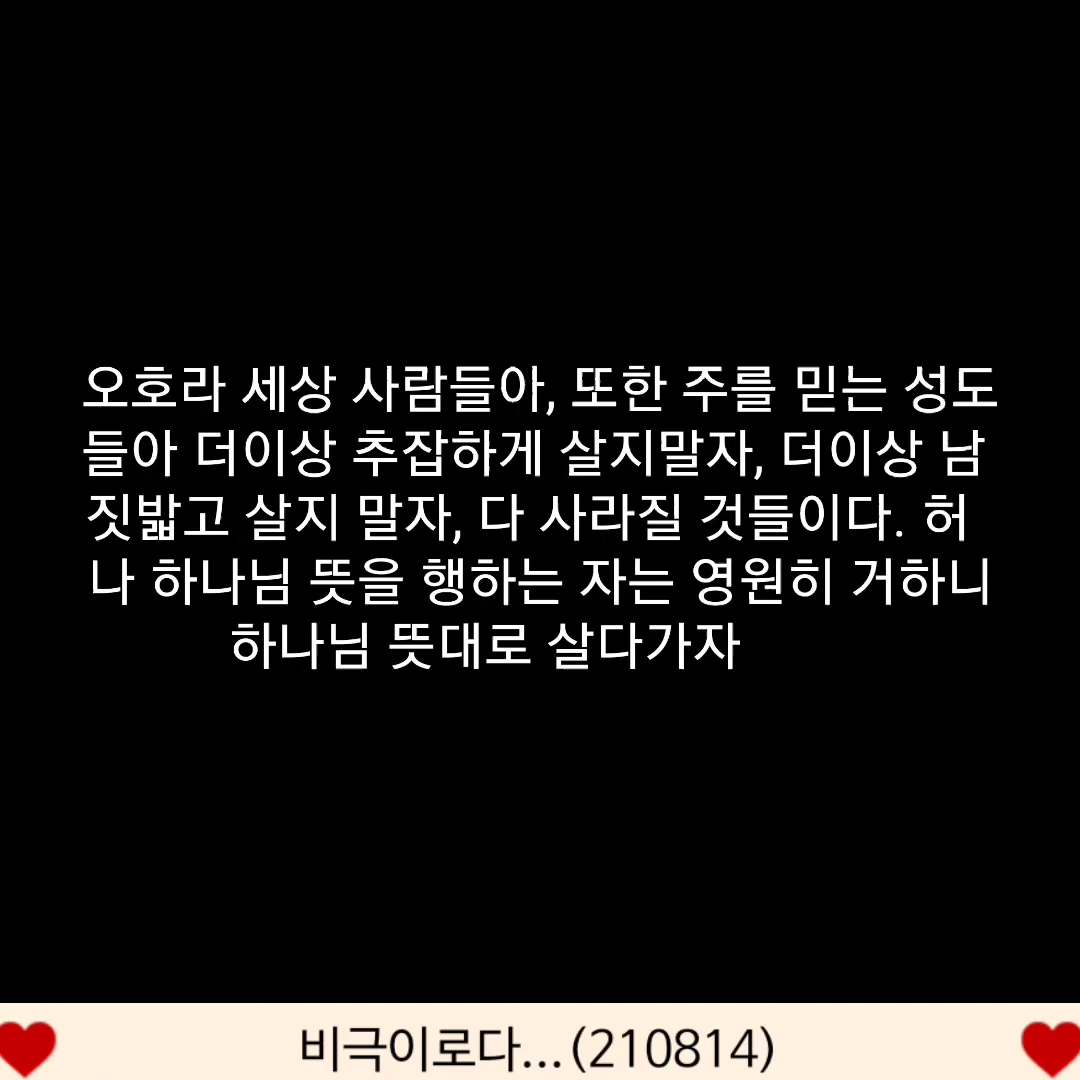 오호라 세상 사람들아, 또한 주를 믿는 성도
들아 더이상 추잡하게 살지말자, 더이상 남
짓밟고 살지 말자, 다 사라질 것들이다. 허
나 하나님 뜻을 행하는 자는 영원히 거하니
하나님 뜻대로 살다가자
비극이로다...(210814)